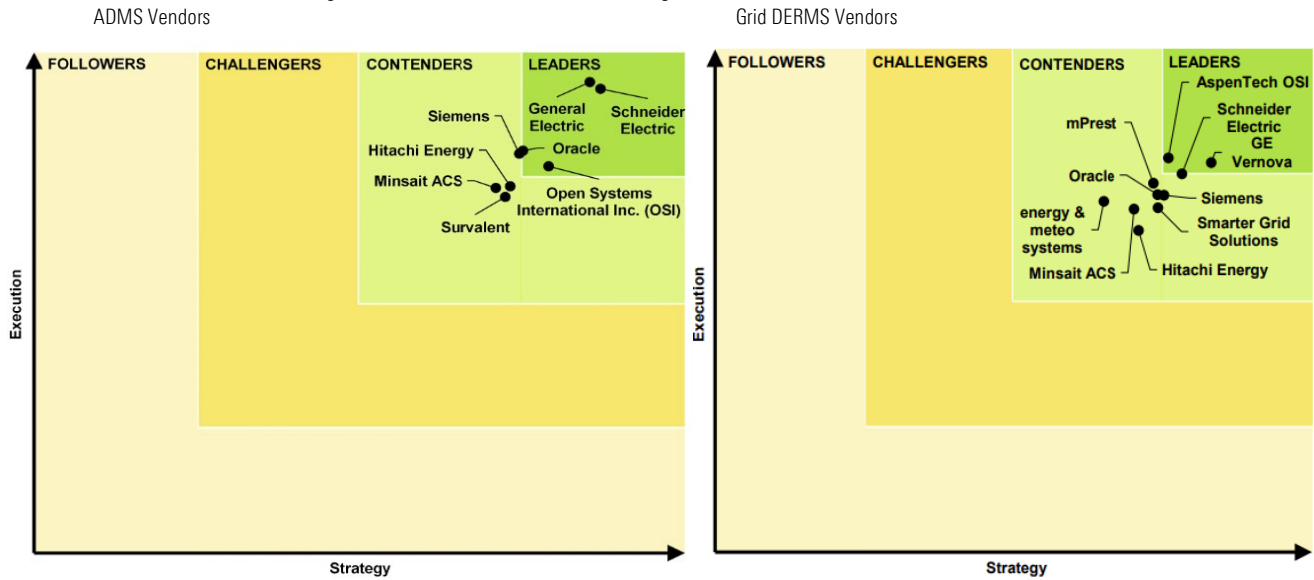 ADMS Vendors
FOLLOWERS
CHALLENGERS
CONTENDERS
LEADERS
General
Electric
Schneider
Electric
Siemens
Oracle
Hitachi Energy
Minsait ACS
Open Systems
International Inc. (OSI)
Survalent
Execution
Strategy
Grid DERMS Vendors
FOLLOWERS
CHALLENGERS
CONTENDERS
LEADERS
AspenTech OSI
Schneider
Electric
GE
Vernova
mPrest
Oracle
Siemens
energy &
meteo
systems
Smarter Grid
Solutions
Minsait ACS
Hitachi Energy
Execution
Strategy